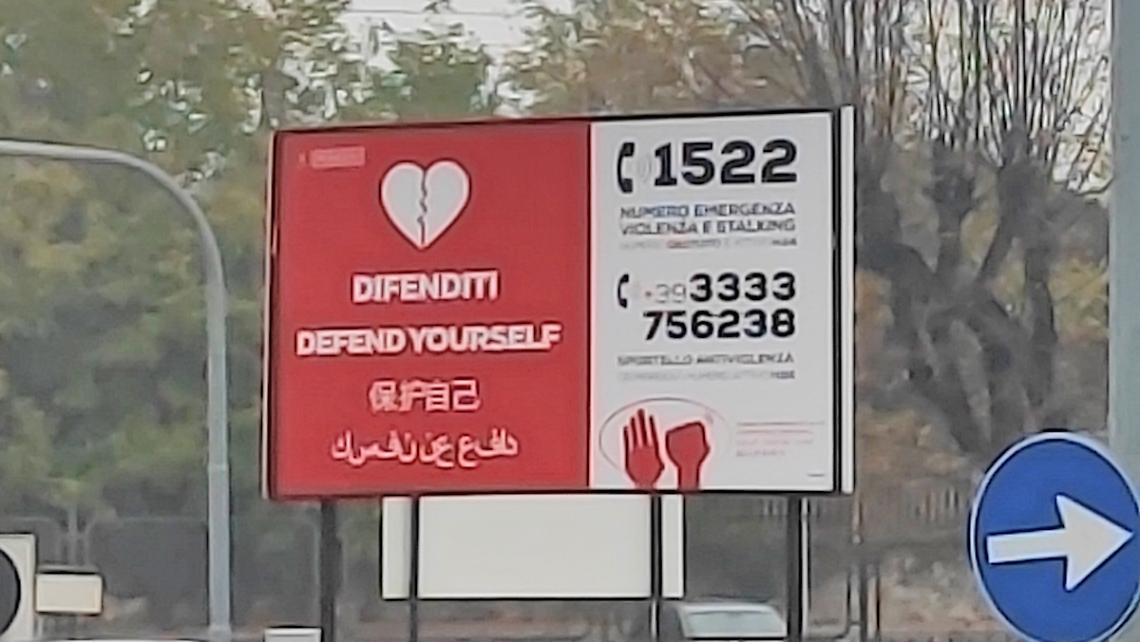 DIFENDITI
DEFEND YOURSELF
保护自己
دافع عن نفسك
1522
NUMERO EMERGENZA
VIOLENZA E STALKING
+39 3333
756238
SPORTELLO ANTIVIOLENZA